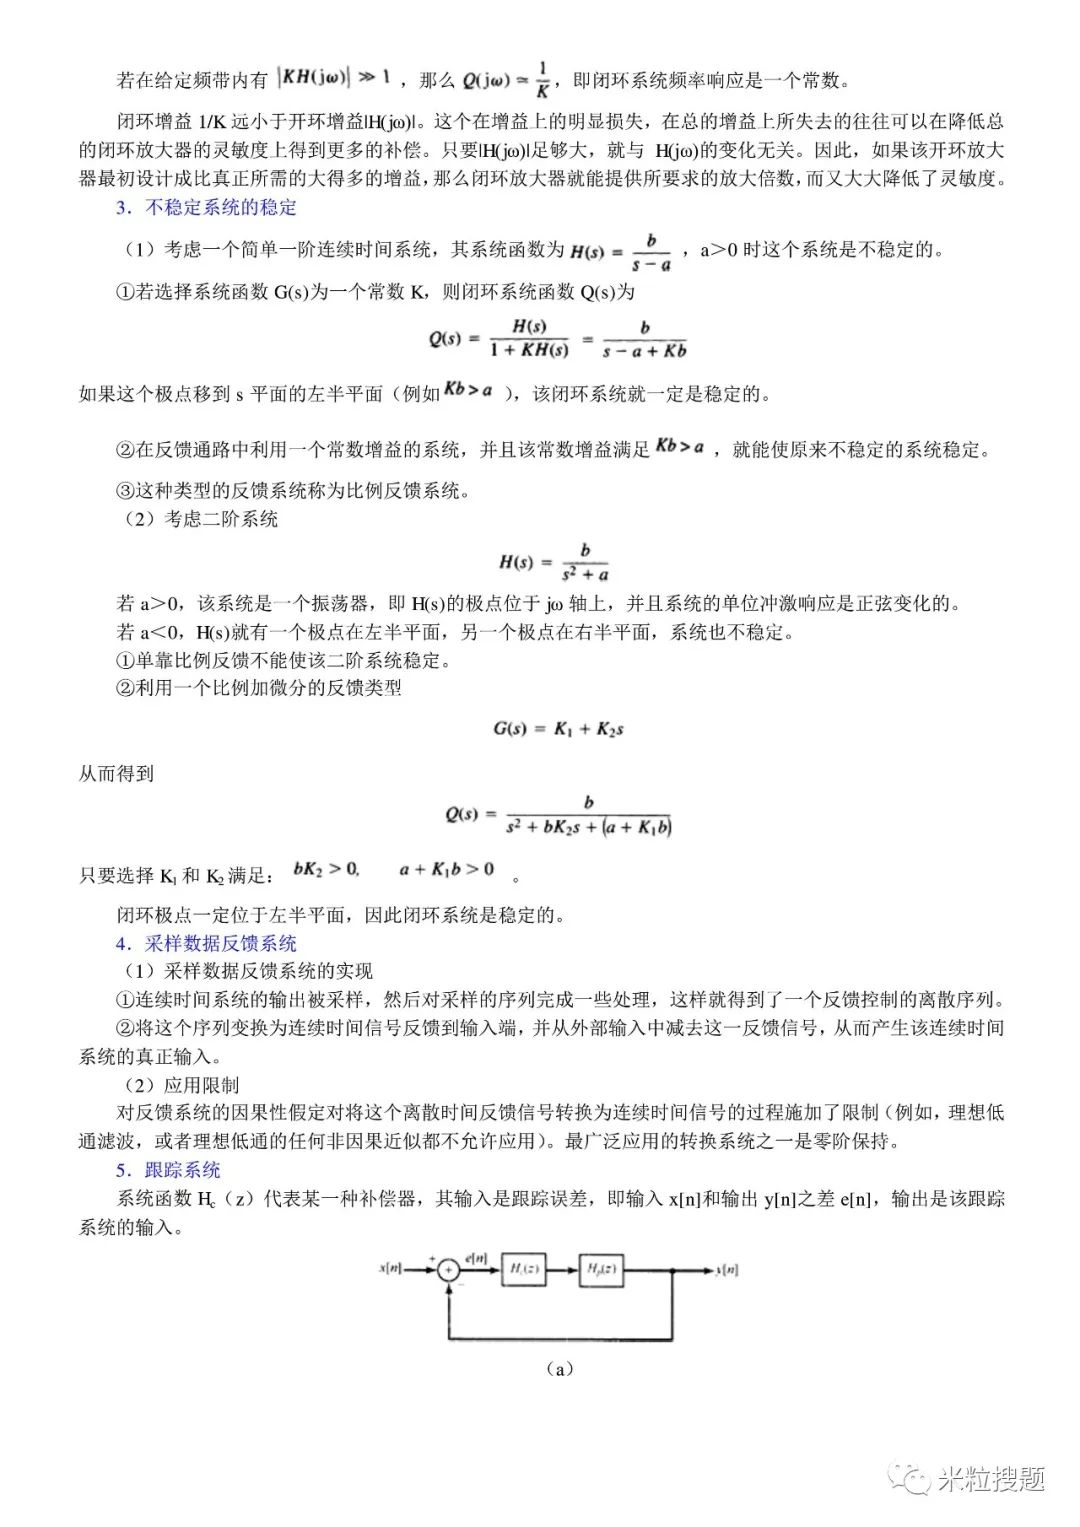 若在给定频带内有 |KH(jω)| ≫ 1 ，那么 Q(jω) ≃ 1/K，即闭环系统频率响应是一个常数。
闭环增益 1/K 远小于开环增益|H(jω)|。这个在增益上的明显损失，在总的增益上所失去的往往可以在降低总
的闭环放大器的灵敏度上得到更多的补偿。只要|H(jω)|足够大，就与 H(jω)的变化无关。因此，如果该开环放大
器最初设计成比真正所需的大得多的增益，那么闭环放大器就能提供所要求的放大倍数，而又大大降低了灵敏度。
3．不稳定系统的稳定
（1）考虑一个简单一阶连续时间系统，其系统函数为 H(s) = b/(s − a) ，a＞0 时这个系统是不稳定的。
①若选择系统函数 G(s)为一个常数 K，则闭环系统函数 Q(s)为
Q(s) = H(s)/(1 + KH(s)) = b/(s − a + Kb)
如果这个极点移到 s 平面的左半平面（例如 Kb > a ），该闭环系统就一定是稳定的。
②在反馈通路中利用一个常数增益的系统，并且该常数增益满足 Kb > a ，就能使原来不稳定的系统稳定。
③这种类型的反馈系统称为比例反馈系统。
（2）考虑二阶系统
H(s) = b/(s² + a)
若 a＞0，该系统是一个振荡器，即 H(s)的极点位于 jω 轴上，并且系统的单位冲激响应是正弦变化的。
若 a＜0，H(s)就有一个极点在左半平面，另一个极点在右半平面，系统也不稳定。
①单靠比例反馈不能使该二阶系统稳定。
②利用一个比例加微分的反馈类型
G(s) = K₁ + K₂s
从而得到
Q(s) = b/(s² + bK₂s + (a + K₁b))
只要选择 K₁ 和 K₂ 满足： bK₂ > 0, a + K₁b > 0 。
闭环极点一定位于左半平面，因此闭环系统是稳定的。
4．采样数据反馈系统
（1）采样数据反馈系统的实现
①连续时间系统的输出被采样，然后对采样的序列完成一些处理，这样就得到了一个反馈控制的离散序列。
②将这个序列变换为连续时间信号反馈到输入端，并从外部输入中减去这一反馈信号，从而产生该连续时间
系统的真正输入。
（2）应用限制
对反馈系统的因果性假定对将这个离散时间反馈信号转换为连续时间信号的过程施加了限制（例如，理想低
通滤波，或者理想低通的任何非因果近似都不允许应用）。最广泛应用的转换系统之一是零阶保持。
5．跟踪系统
系统函数 H_c（z）代表某一种补偿器，其输入是跟踪误差，即输入 x[n]和输出 y[n]之差 e[n]，输出是该跟踪
系统的输入。
x[n] + + − e[n] H_c(z) H_p(z) y[n]
（a）
米粒搜题